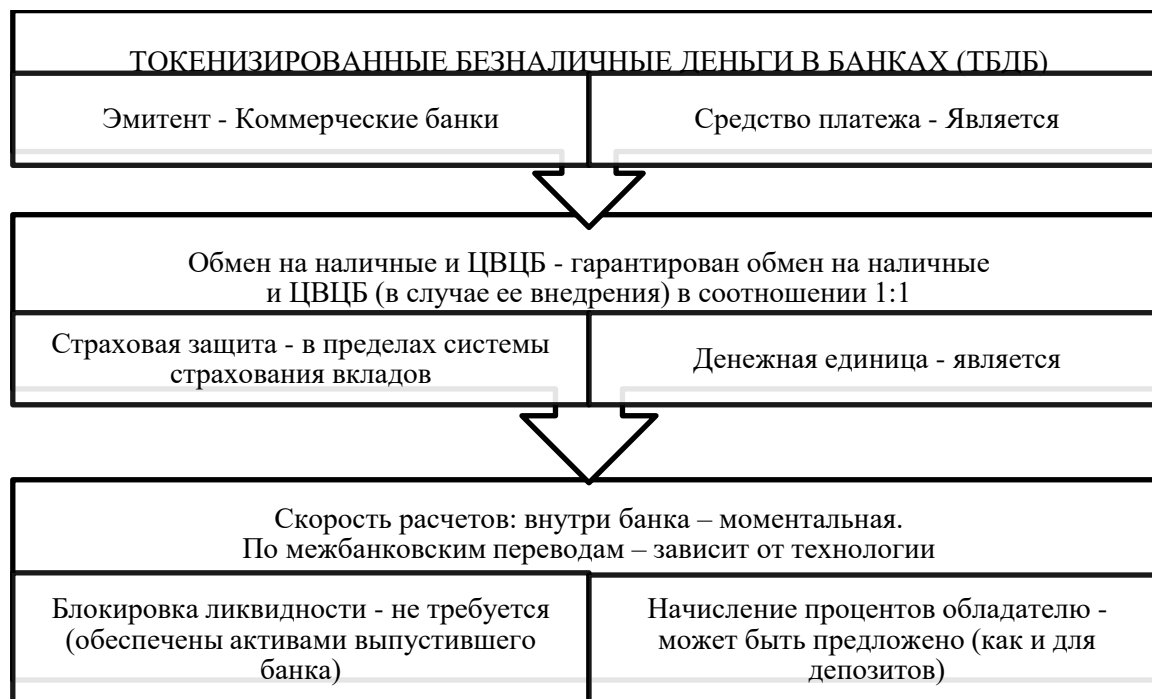 ТОКЕНИЗИРОВАННЫЕ БЕЗНАЛИЧНЫЕ ДЕНЬГИ В БАНКАХ (ТБДБ)
Эмитент - Коммерческие банки
Средство платежа - Является
Обмен на наличные и ЦВЦБ - гарантирован обмен на наличные
и ЦВЦБ (в случае ее внедрения) в соотношении 1:1
Страховая защита - в пределах системы
страхования вкладов
Денежная единица - является
Скорость расчетов: внутри банка – моментальная.
По межбанковским переводам – зависит от технологии
Блокировка ликвидности - не требуется
(обеспечены активами выпустившего
банка)
Начисление процентов обладателю -
может быть предложено (как и для
депозитов)